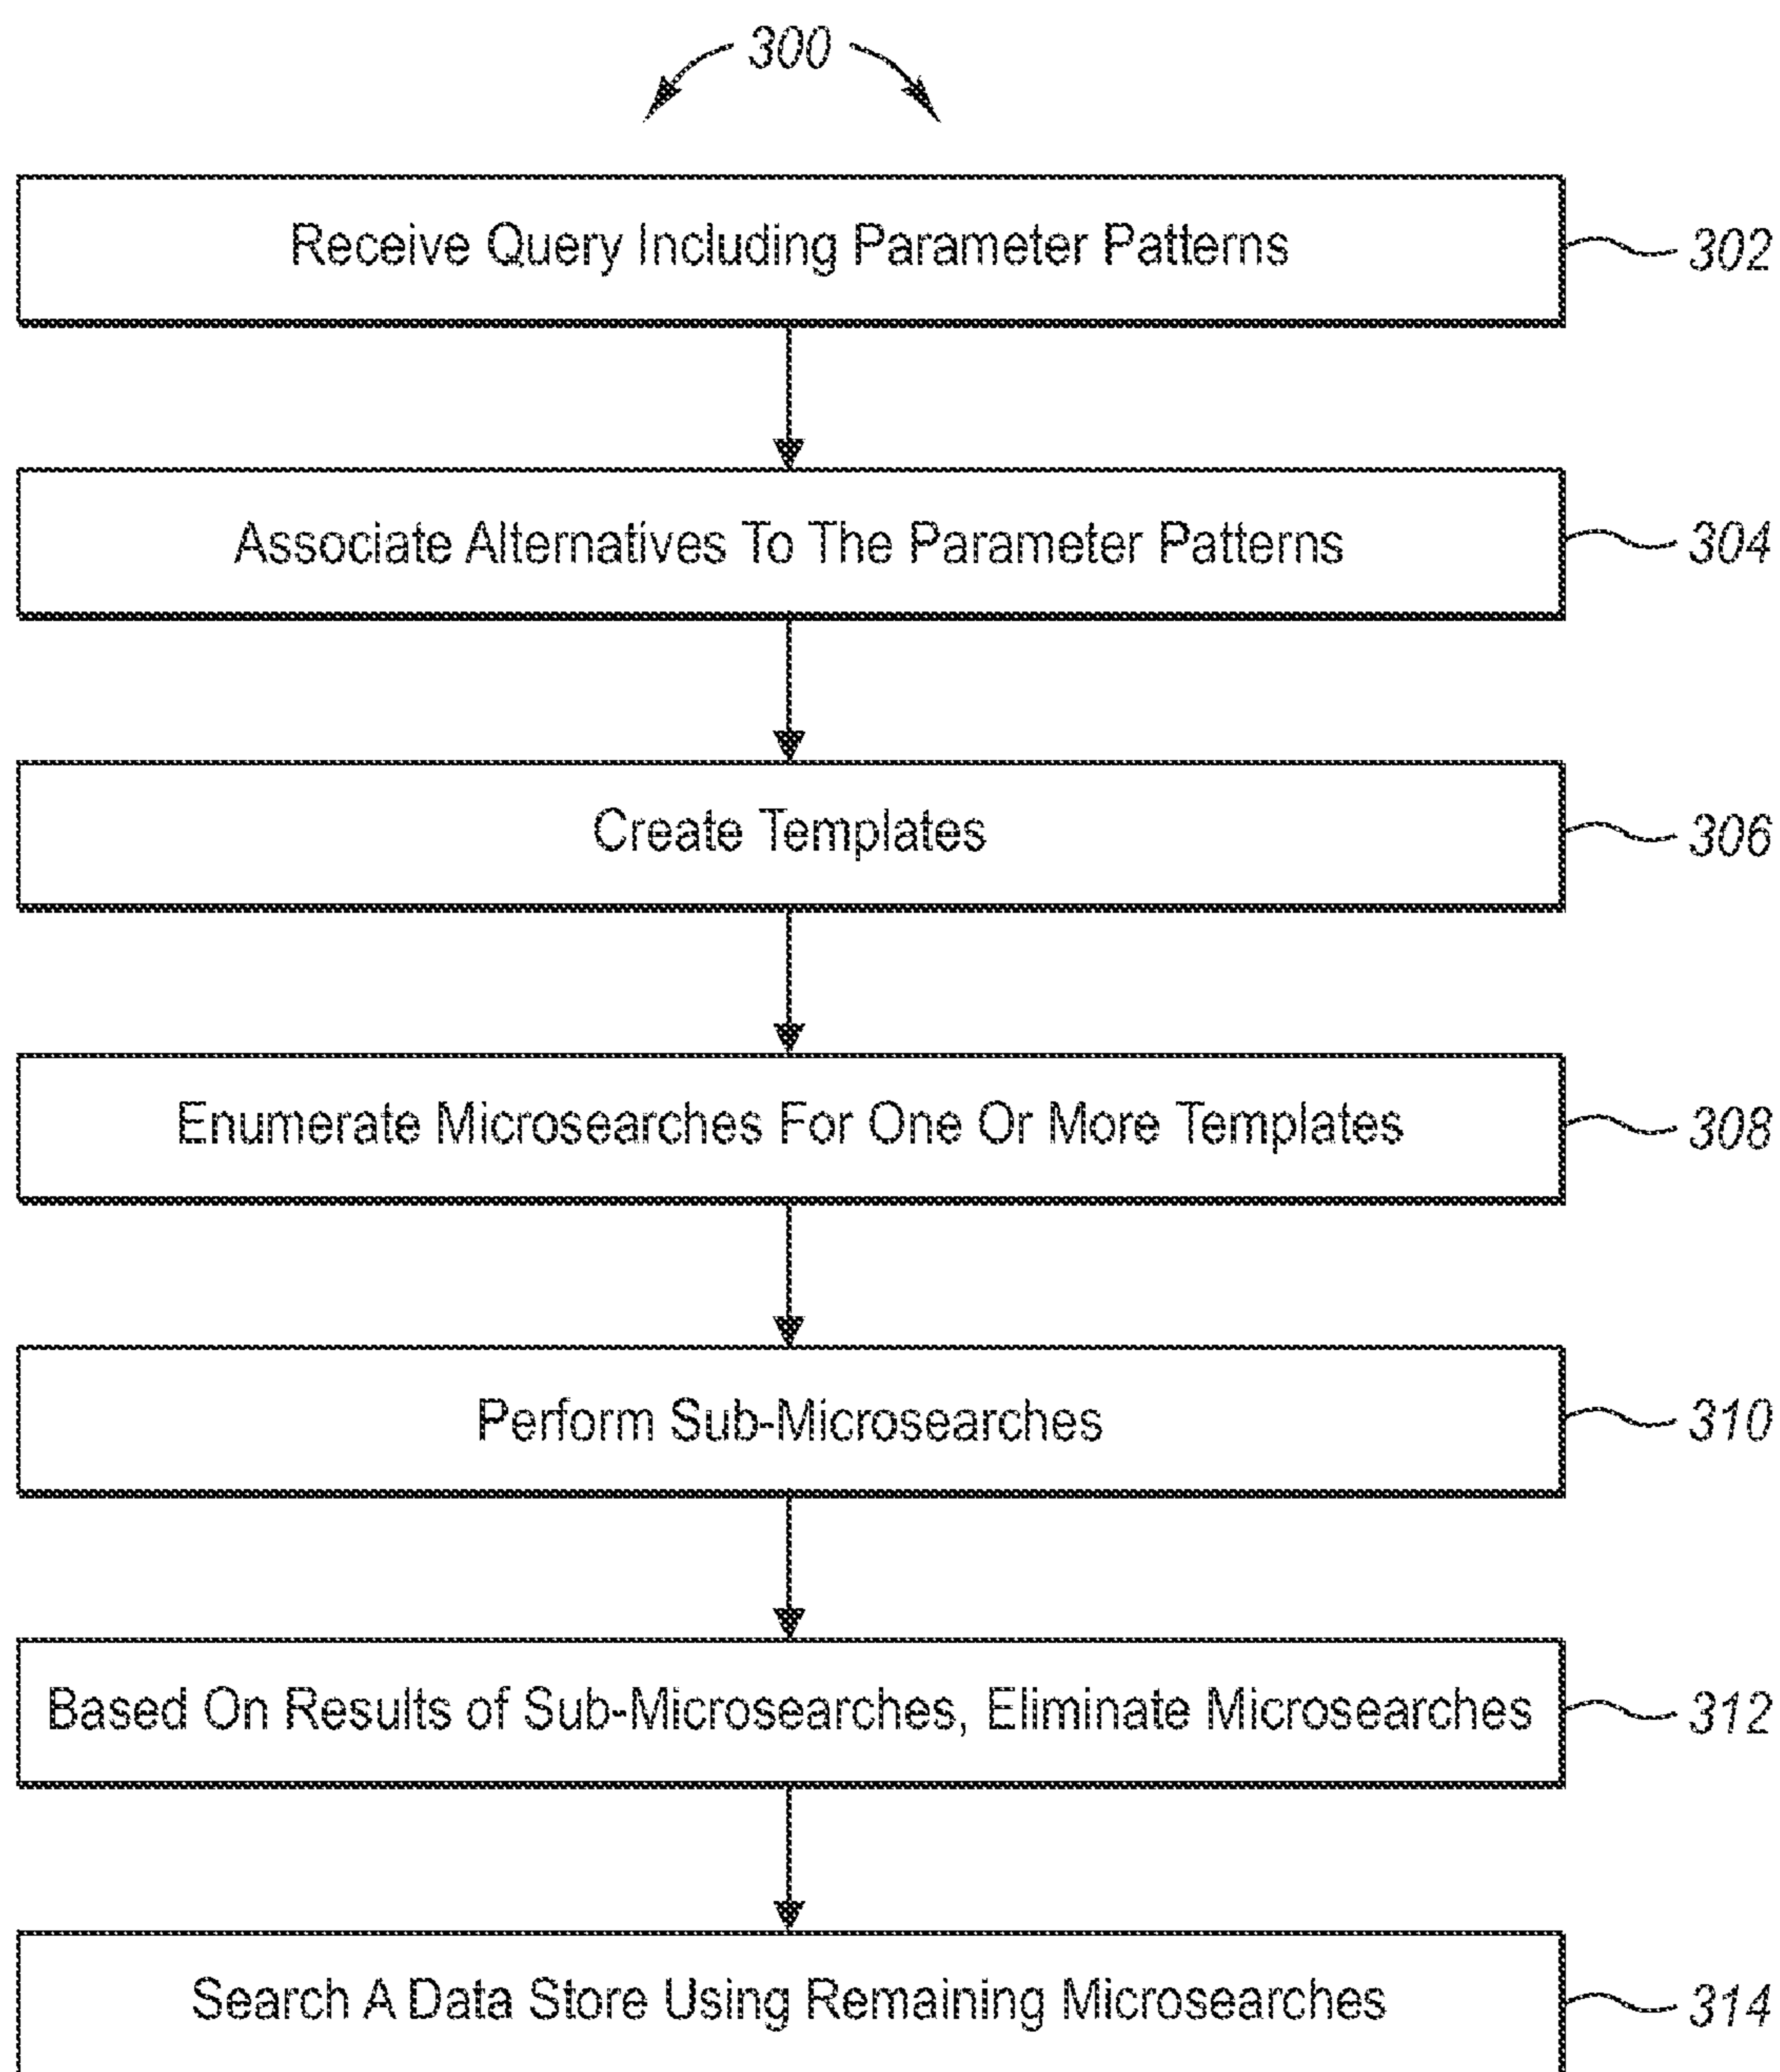 300
Receive Query Including Parameter Patterns
302
Associate Alternatives To The Parameter Patterns
304
Create Templates
306
Enumerate Microsearches For One Or More Templates
308
Perform Sub-Microsearches
310
Based On Results of Sub-Microsearches, Eliminate Microsearches
312
Search A Data Store Using Remaining Microsearches
314